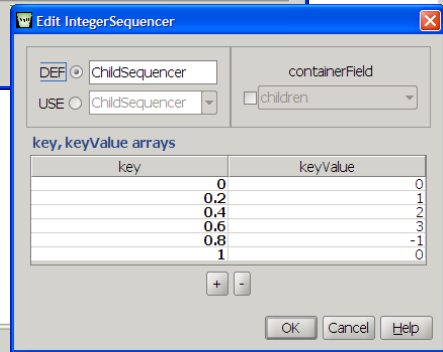 Edit IntegerSequencer
DEF ChildSequencer
containerField
USE ChildSequencer
children
key, keyValue arrays
key keyValue
0 0
0.2 1
0.4 2
0.6 3
0.8 -1
1 0
+ -
OK Cancel Help